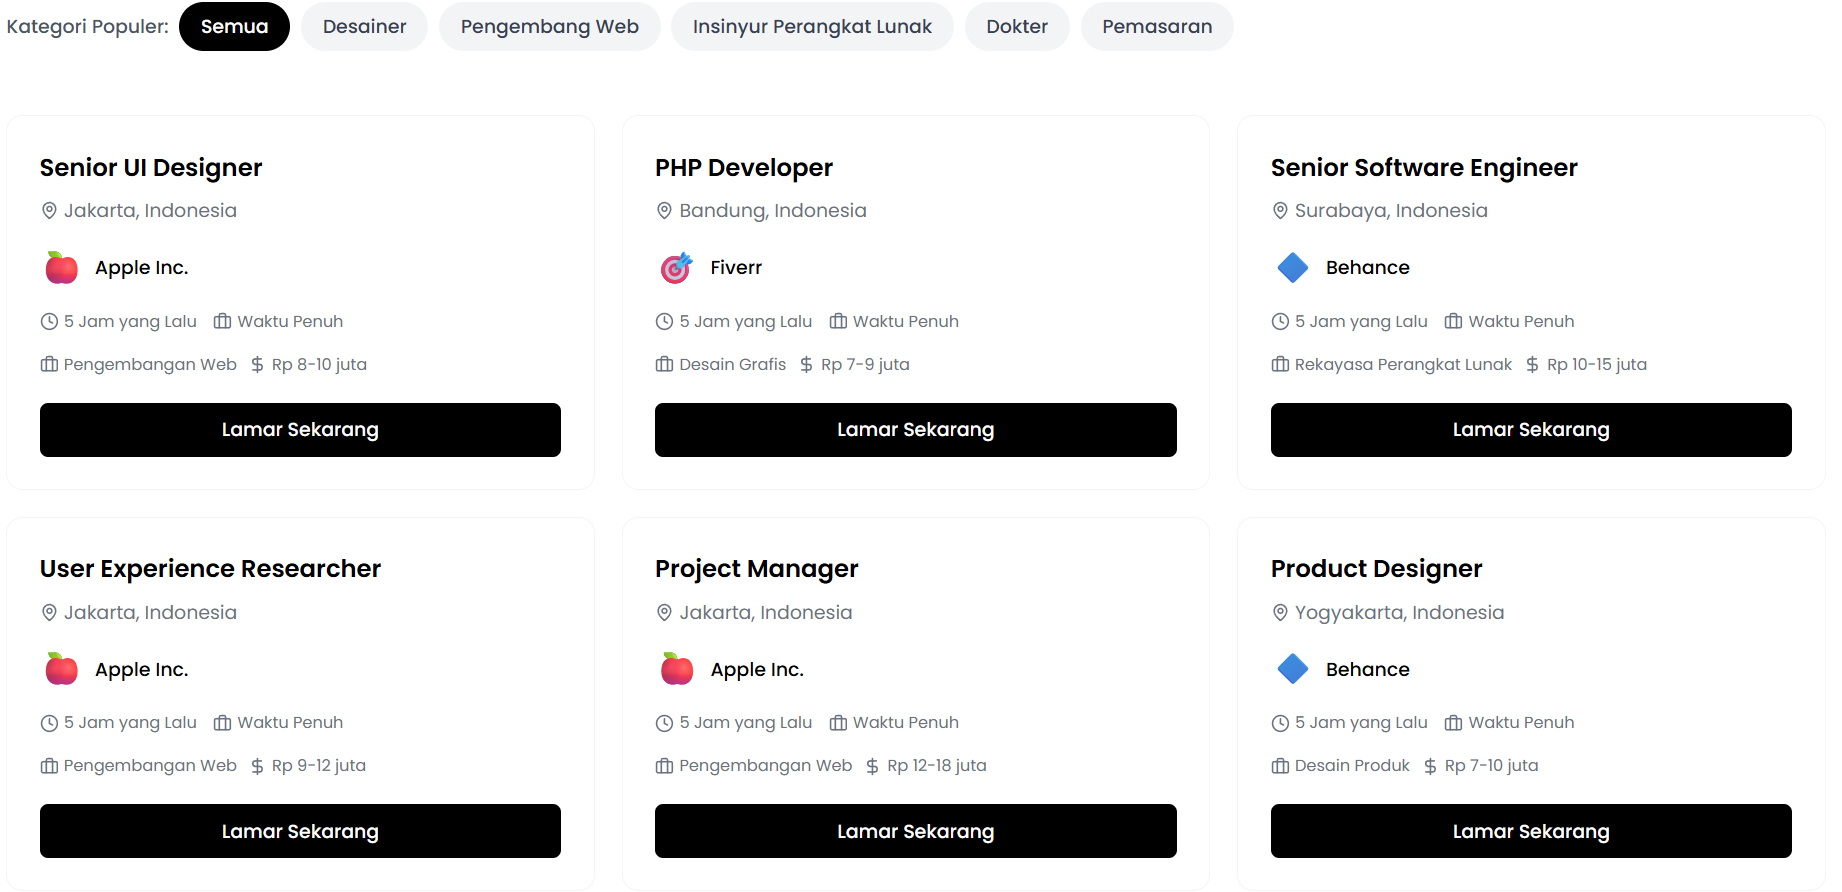 Kategori Populer: Semua Desainer Pengembang Web Insinyur Perangkat Lunak Dokter Pemasaran
Senior UI Designer
Jakarta, Indonesia
Apple Inc.
5 Jam yang Lalu Waktu Penuh
Pengembangan Web Rp 8-10 juta
Lamar Sekarang
PHP Developer
Bandung, Indonesia
Fiverr
5 Jam yang Lalu Waktu Penuh
Desain Grafis Rp 7-9 juta
Lamar Sekarang
Senior Software Engineer
Surabaya, Indonesia
Behance
5 Jam yang Lalu Waktu Penuh
Rekayasa Perangkat Lunak Rp 10-15 juta
Lamar Sekarang
User Experience Researcher
Jakarta, Indonesia
Apple Inc.
5 Jam yang Lalu Waktu Penuh
Pengembangan Web Rp 9-12 juta
Lamar Sekarang
Project Manager
Jakarta, Indonesia
Apple Inc.
5 Jam yang Lalu Waktu Penuh
Pengembangan Web Rp 12-18 juta
Lamar Sekarang
Product Designer
Yogyakarta, Indonesia
Behance
5 Jam yang Lalu Waktu Penuh
Desain Produk Rp 7-10 juta
Lamar Sekarang